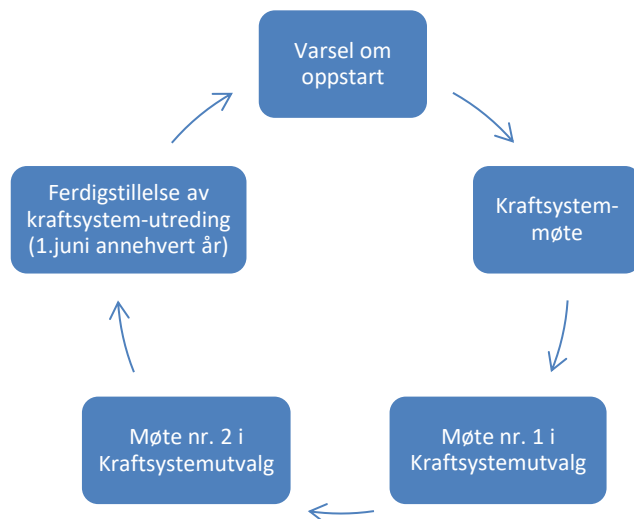 Varsel om
oppstart
Kraftsystem-
møte
Møte nr. 1 i
Kraftsystemutvalg
Møte nr. 2 i
Kraftsystemutvalg
Ferdigstillelse av
kraftsystem-utreding
(1.juni annehvert år)